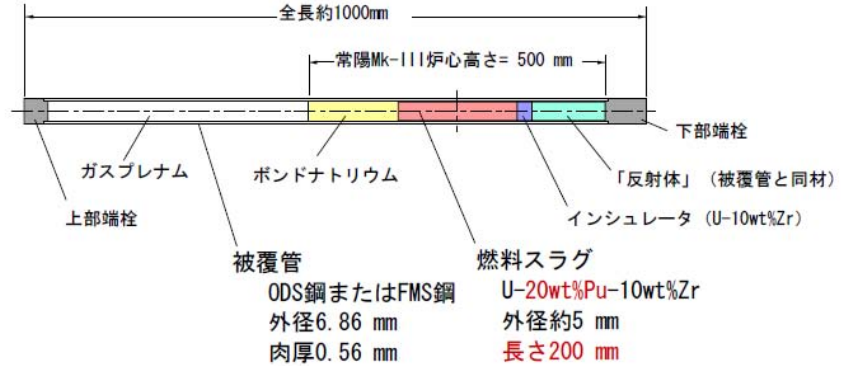 全長約1000mm
常陽Mk-III炉心高さ= 500 mm
下部端栓
ガスプレナム
ボンドナトリウム
「反射体」（被覆管と同材）
上部端栓
インシュレータ（U-10wt%Zr）
被覆管
ODS鋼またはFMS鋼
外径6.86 mm
肉厚0.56 mm
燃料スラグ
U-20wt%Pu-10wt%Zr
外径約5 mm
長さ200 mm